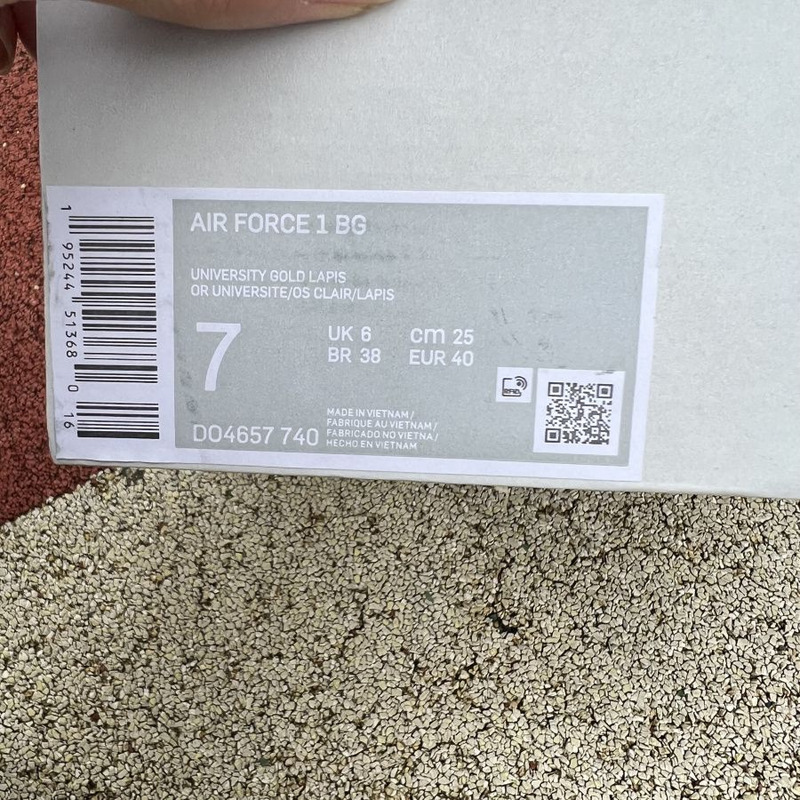 1 95244 51368 0 16
AIR FORCE 1 BG
UNIVERSITY GOLD LAPIS
OR UNIVERSITE/OS CLAIR/LAPIS
7
UK 6 cm 25
BR 38 EUR 40
DO4657 740
MADE IN VIETNAM/
FABRIQUE AU VIETNAM/
FABRICADO NO VIETNA/
HECHO EN VIETNAM
RFID